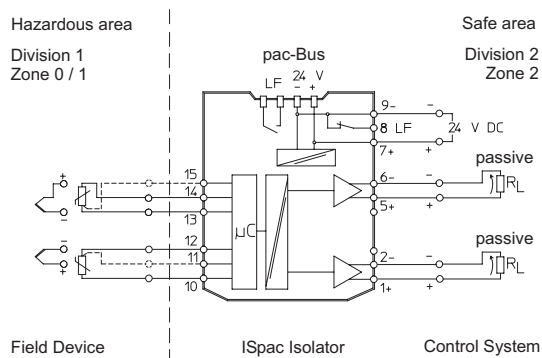 Hazardous area
Safe area
Division 1
Zone 0 / 1
pac-Bus
Division 2
Zone 2
LF 24 V
- +
9-
-
8 LF
24 V DC
7+
+
passive
15
14
13
+
-
µC
6-
-
RL
5+
+
passive
12
11
10
-
+
2-
-
RL
1+
+
Field Device
ISpac Isolator
Control System